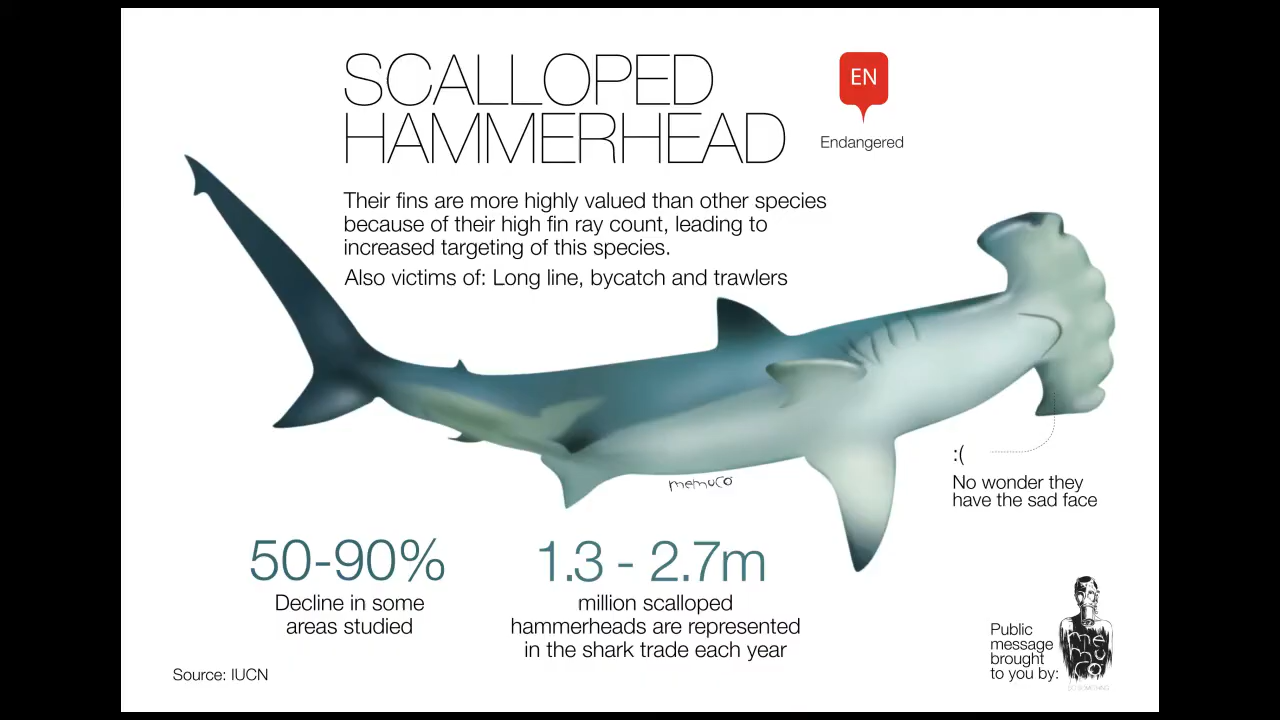 SCALLOPED
HAMMERHEAD
EN
Endangered
Their fins are more highly valued than other species
because of their high fin ray count, leading to
increased targeting of this species.
Also victims of: Long line, bycatch and trawlers
:(
No wonder they
have the sad face
memuco
50-90%
Decline in some
areas studied
1.3 - 2.7m
million scalloped
hammerheads are represented
in the shark trade each year
Source: IUCN
Public
message
brought
to you by:
me
mu
co